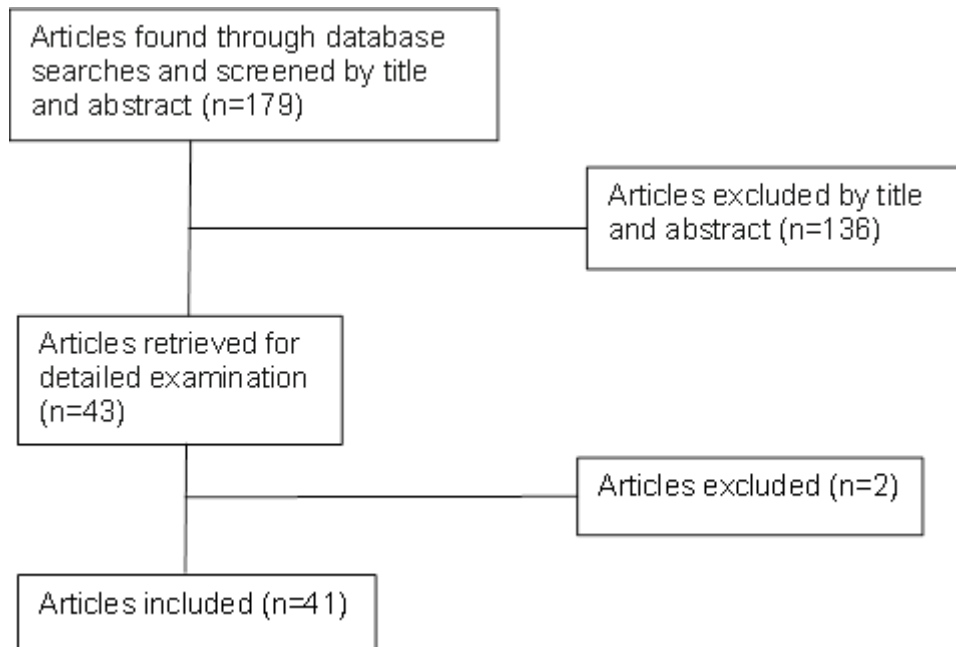 Articles found through database
searches and screened by title
and abstract (n=179)
Articles excluded by title
and abstract (n=136)
Articles retrieved for
detailed examination
(n=43)
Articles excluded (n=2)
Articles included (n=41)